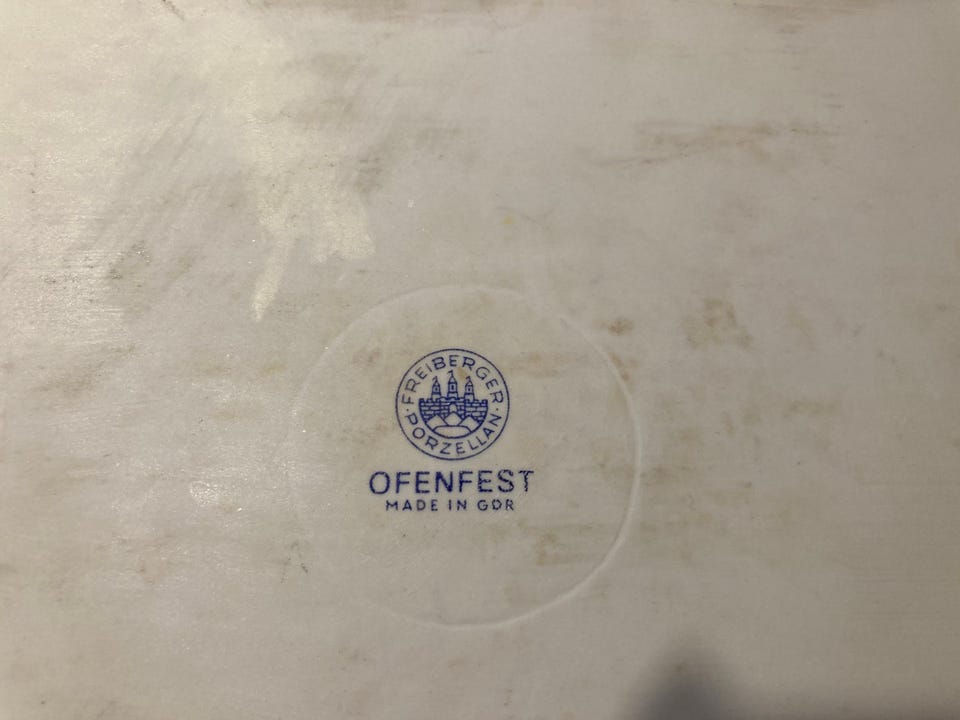 FREIBERGER
PORZELLAN
OFENFEST
MADE IN GDR